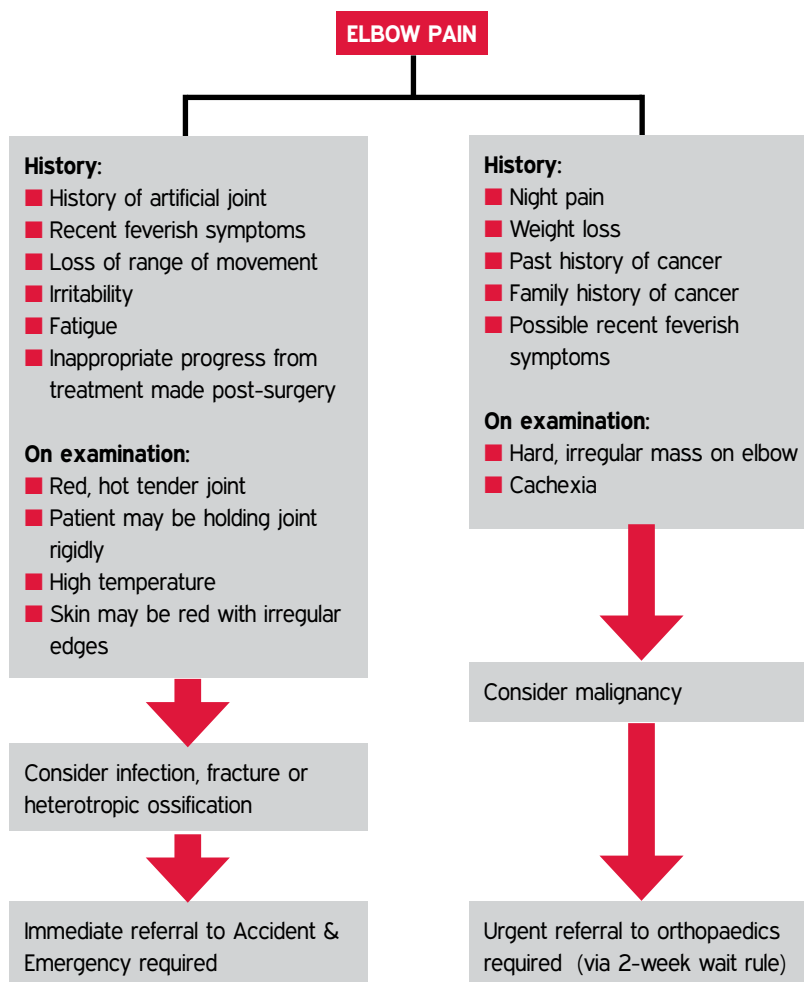 ELBOW PAIN
History:
History of artificial joint
Recent feverish symptoms
Loss of range of movement
Irritability
Fatigue
Inappropriate progress from
treatment made post-surgery
On examination:
Red, hot tender joint
Patient may be holding joint
rigidly
High temperature
Skin may be red with irregular
edges
Consider infection, fracture or
heterotropic ossification
Immediate referral to Accident &
Emergency required
History:
Night pain
Weight loss
Past history of cancer
Family history of cancer
Possible recent feverish
symptoms
On examination:
Hard, irregular mass on elbow
Cachexia
Consider malignancy
Urgent referral to orthopaedics
required (via 2-week wait rule)